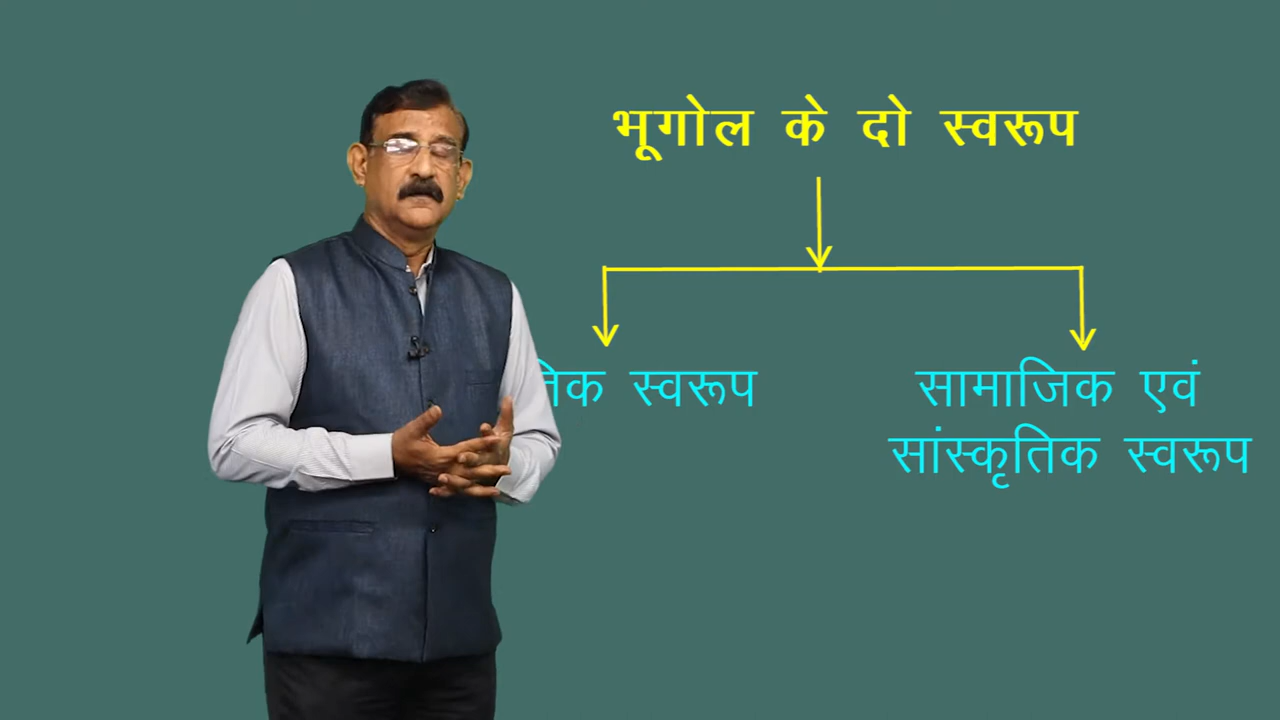 भूगोल के दो स्वरूप
स्वरूप
सामाजिक एवं
सांस्कृतिक स्वरूप